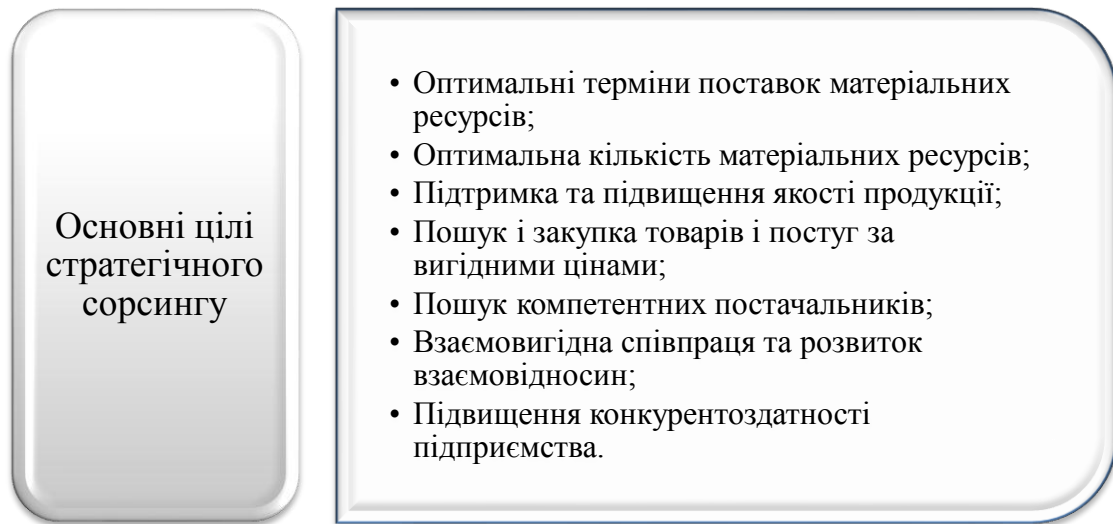 Основні цілі
стратегічного
сорсингу
• Оптимальні терміни поставок матеріальних
ресурсів;
• Оптимальна кількість матеріальних ресурсів;
• Підтримка та підвищення якості продукції;
• Пошук і закупка товарів і постуг за
вигідними цінами;
• Пошук компетентних постачальників;
• Взаємовигідна співпраця та розвиток
взаємовідносин;
• Підвищення конкурентоздатності
підприємства.